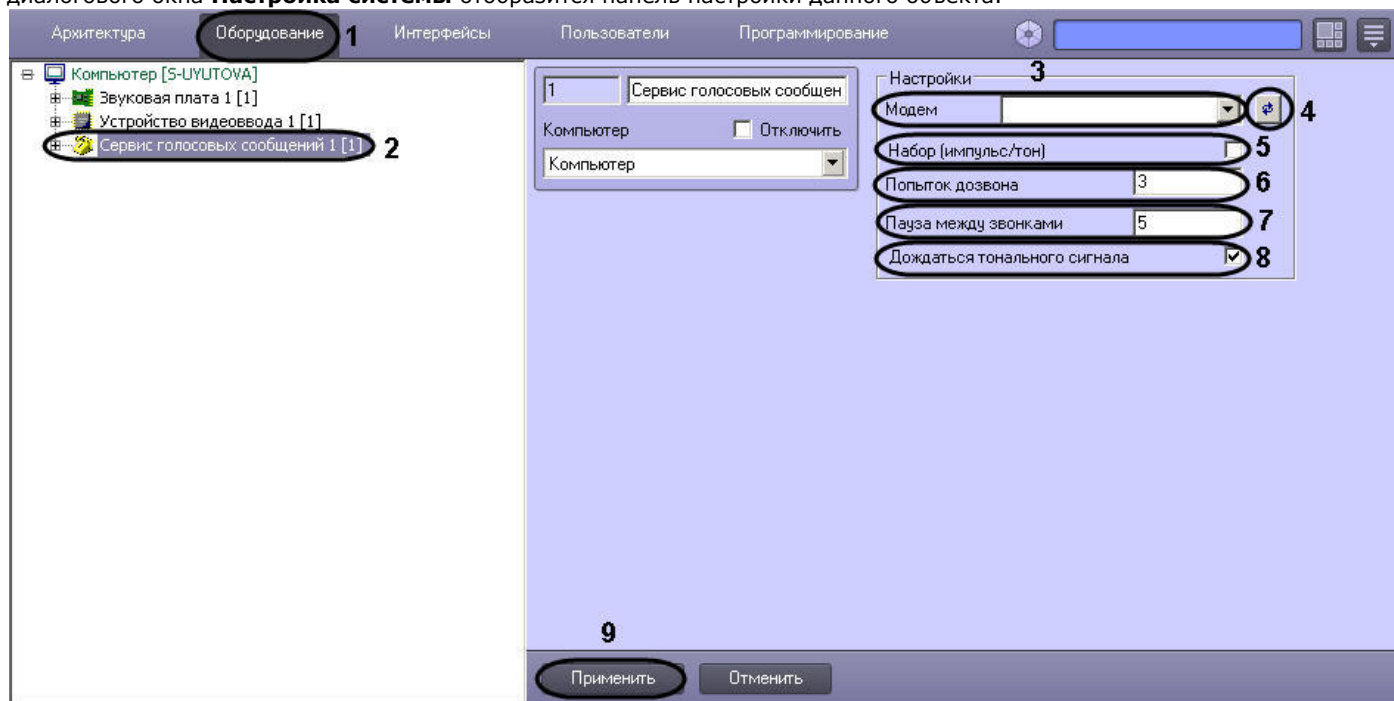 диалогового окна Настройка системы отобразится панель настройки данного объекта.
Архитектура Оборудование 1 Интерфейсы Пользователи Программирование
Компьютер [S-UYUTOVA]
Звуковая плата 1 [1]
Устройство видеоввода 1 [1]
Сервис голосовых сообщений 1 [1] 2
1 Сервис голосовых сообщен
Компьютер Отключить
Компьютер
Настройки 3
Модем 4
Набор (импульс/тон) 5
Попыток дозвона 3 6
Пауза между звонками 5 7
Дождаться тонального сигнала 8
9
Применить Отменить